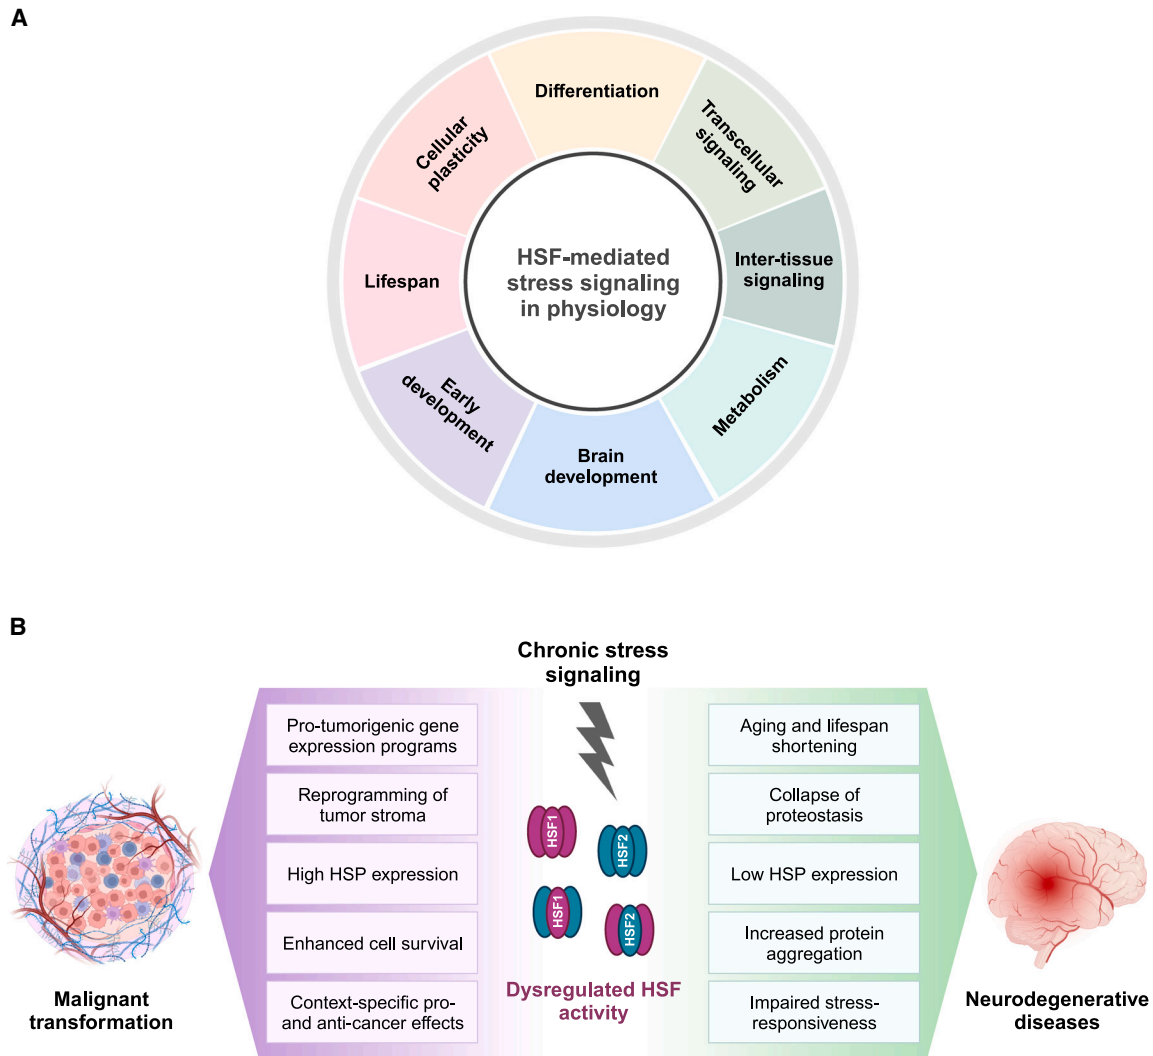 A
Differentiation
Transcellular
signaling
Inter-tissue
signaling
Metabolism
Brain
development
Early
development
Lifespan
Cellular
plasticity
HSF-mediated
stress signaling
in physiology
B
Chronic stress
signaling
Pro-tumorigenic gene
expression programs
Reprogramming of
tumor stroma
High HSP expression
Enhanced cell survival
Context-specific pro-
and anti-cancer effects
Malignant
transformation
HSF1
HSF2
HSF1
HSF2
Dysregulated HSF
activity
Aging and lifespan
shortening
Collapse of
proteostasis
Low HSP expression
Increased protein
aggregation
Impaired stress-
responsiveness
Neurodegenerative
diseases